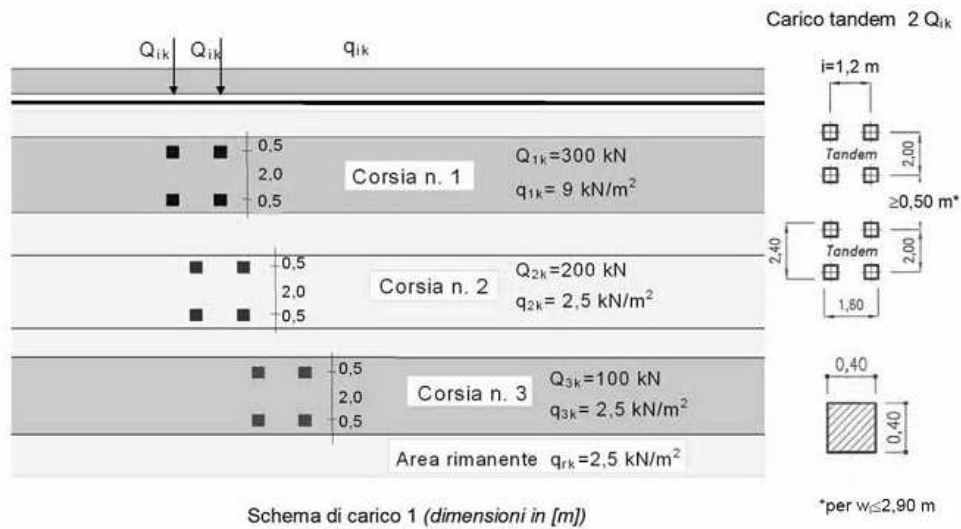 Carico tandem 2 Qik
Qik Qik qik
i=1,2 m
0,5
2.0
0,5
Corsia n. 1
Q1k=300 kN
q1k= 9 kN/m²
Tandem
2,00
≥0,50 m*
0,5
2,0
0,5
Corsia n. 2
Q2k=200 kN
q2k= 2,5 kN/m²
2,40
Tandem
2,00
1,60
0,5
2,0
0,5
Corsia n. 3
Q3k=100 kN
q3k= 2,5 kN/m²
0,40
0,40
Area rimanente qrk=2,5 kN/m²
Schema di carico 1 (dimensioni in [m])
*per wl≤2,90 m